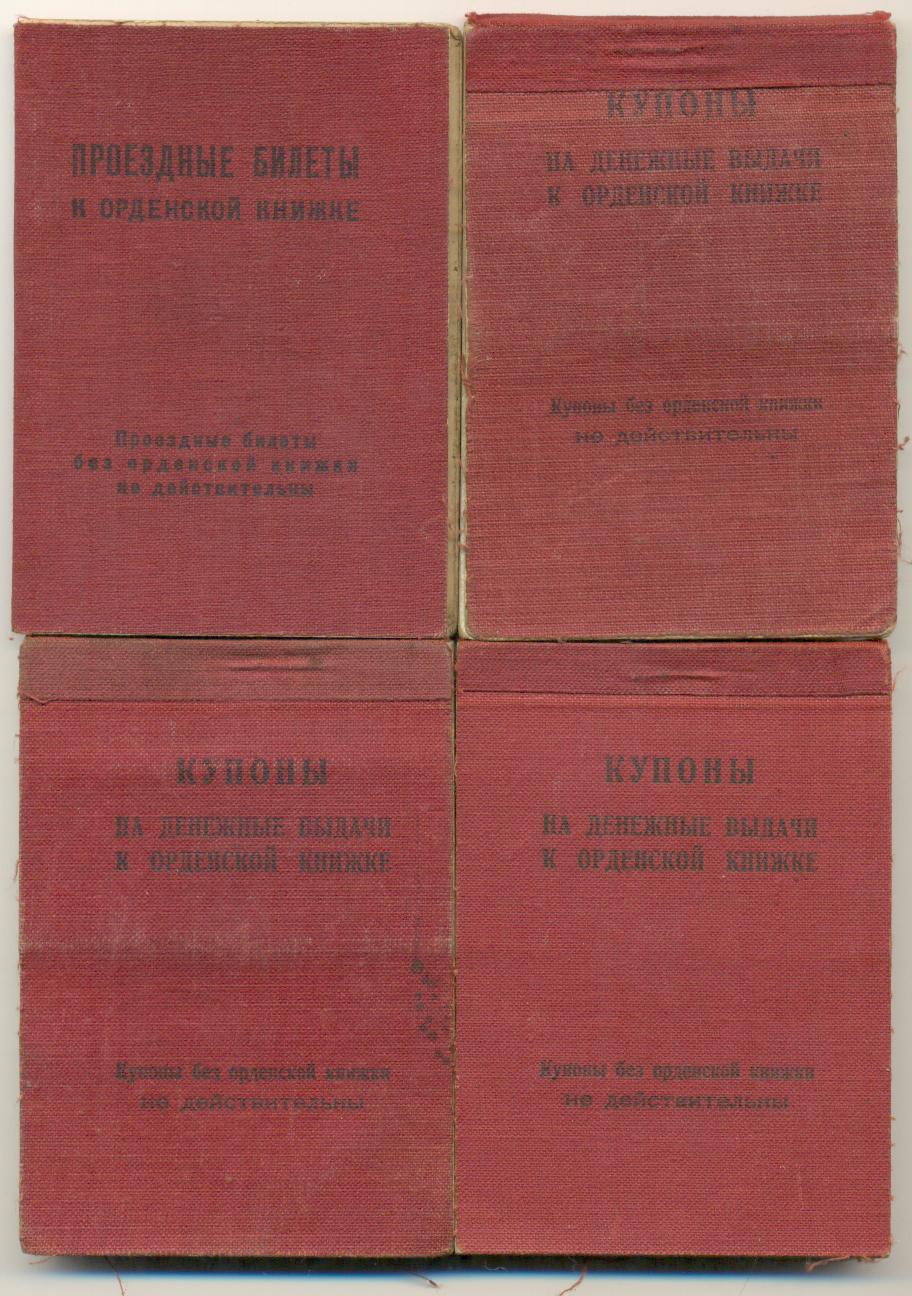 ПРОЕЗДНЫЕ БИЛЕТЫ
К ОРДЕНСКОЙ КНИЖКЕ
Проездные билеты
без орденской книжки
не действительны
КУПОНЫ
НА ДЕНЕЖНЫЕ ВЫДАЧИ
К ОРДЕНСКОЙ КНИЖКЕ
Купоны без орденской книжки
не действительны
КУПОНЫ
НА ДЕНЕЖНЫЕ ВЫДАЧИ
К ОРДЕНСКОЙ КНИЖКЕ
Купоны без орденской книжки
не действительны
КУПОНЫ
НА ДЕНЕЖНЫЕ ВЫДАЧИ
К ОРДЕНСКОЙ КНИЖКЕ
Купоны без орденской книжки
не действительны